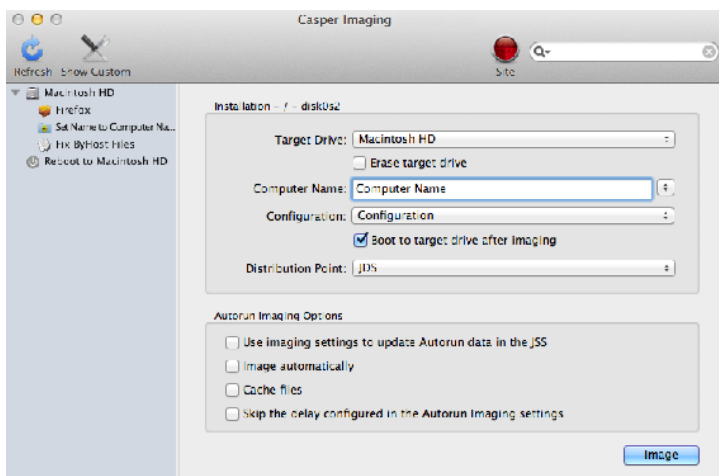 Casper Imaging
Refresh Show Custom
Site
Macintosh HD
Firefox
Set Name to Computer Na...
Fix ByHost Files
Reboot to Macintosh HD
Installation - / - disk0s2
Target Drive: Macintosh HD
Erase target drive
Computer Name: Computer Name
Configuration: Configuration
Boot to target drive after imaging
Distribution Point: JDS
Autorun Imaging Options
Use imaging settings to update Autorun data in the JSS
Image automatically
Cache files
Skip the delay configured in the Autorun Imaging settings
Image